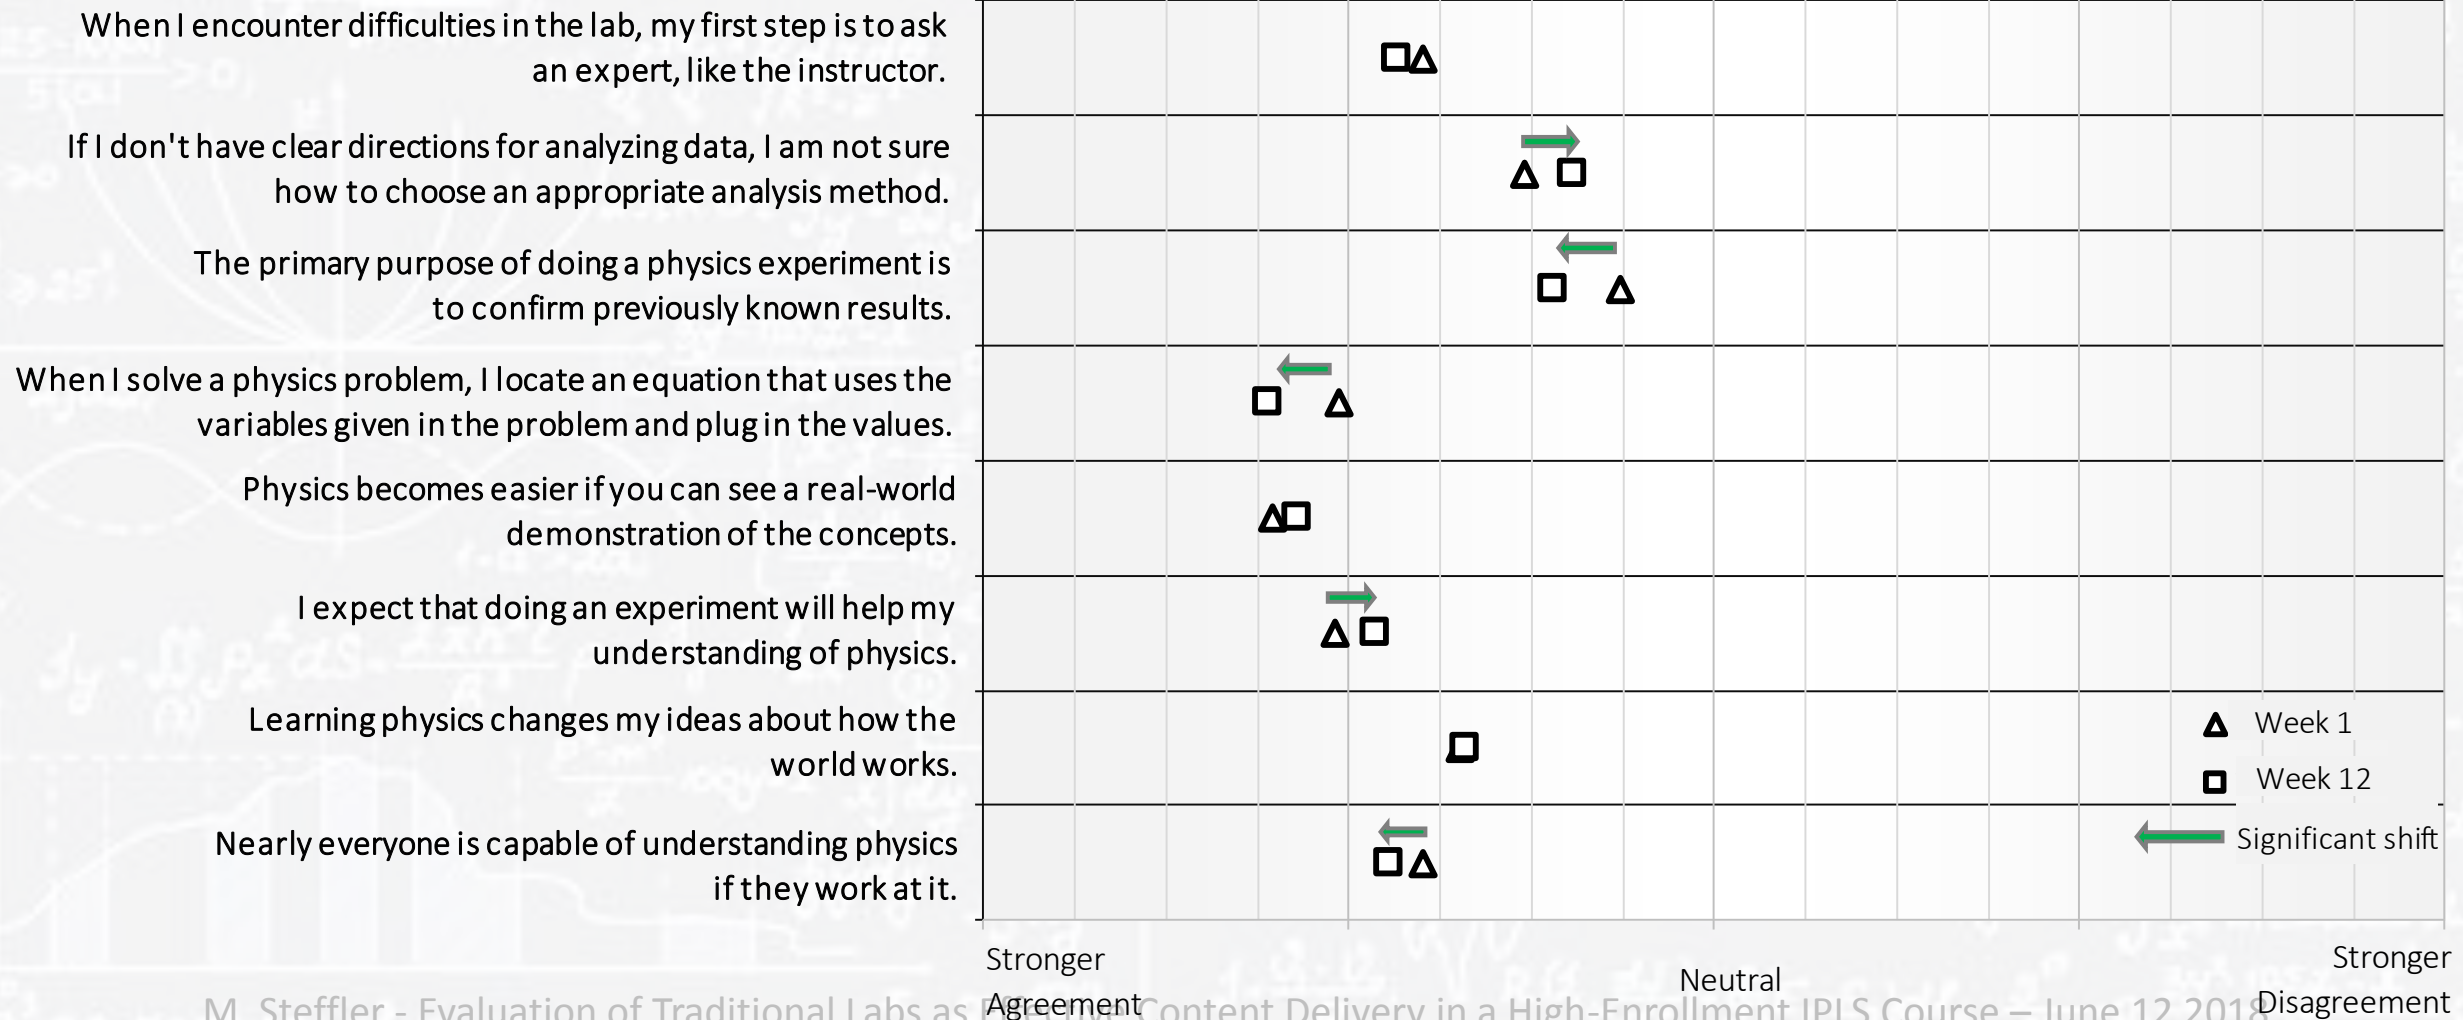 When I encounter difficulties in the lab, my first step is to ask
an expert, like the instructor.
If I don't have clear directions for analyzing data, I am not sure
how to choose an appropriate analysis method.
The primary purpose of doing a physics experiment is
to confirm previously known results.
When I solve a physics problem, I locate an equation that uses the
variables given in the problem and plug in the values.
Physics becomes easier if you can see a real-world
demonstration of the concepts.
I expect that doing an experiment will help my
understanding of physics.
Learning physics changes my ideas about how the
world works.
Nearly everyone is capable of understanding physics
if they work at it.
Week 1
Week 12
Significant shift
Stronger
Agreement
Neutral
Stronger
Disagreement
M. Steffler - Evaluation of Traditional Labs as Effective Content Delivery in a High-Enrollment IPLS Course – June 12 2018